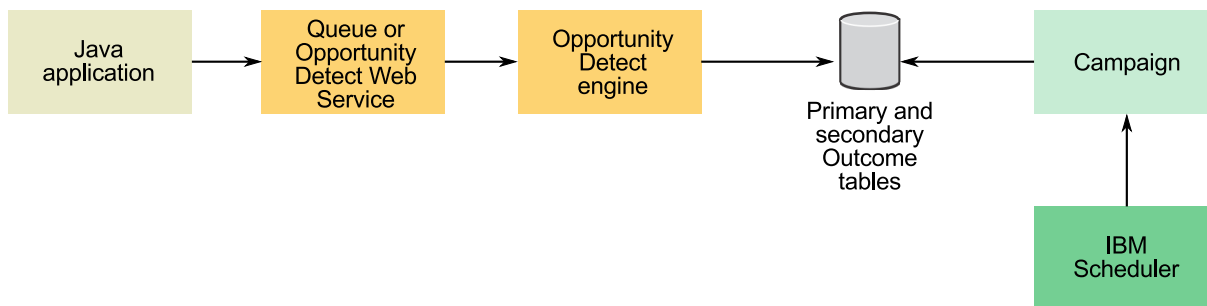 Java
application
Queue or
Opportunity
Detect Web
Service
Opportunity
Detect
engine
Primary and
secondary
Outcome
tables
Campaign
IBM
Scheduler